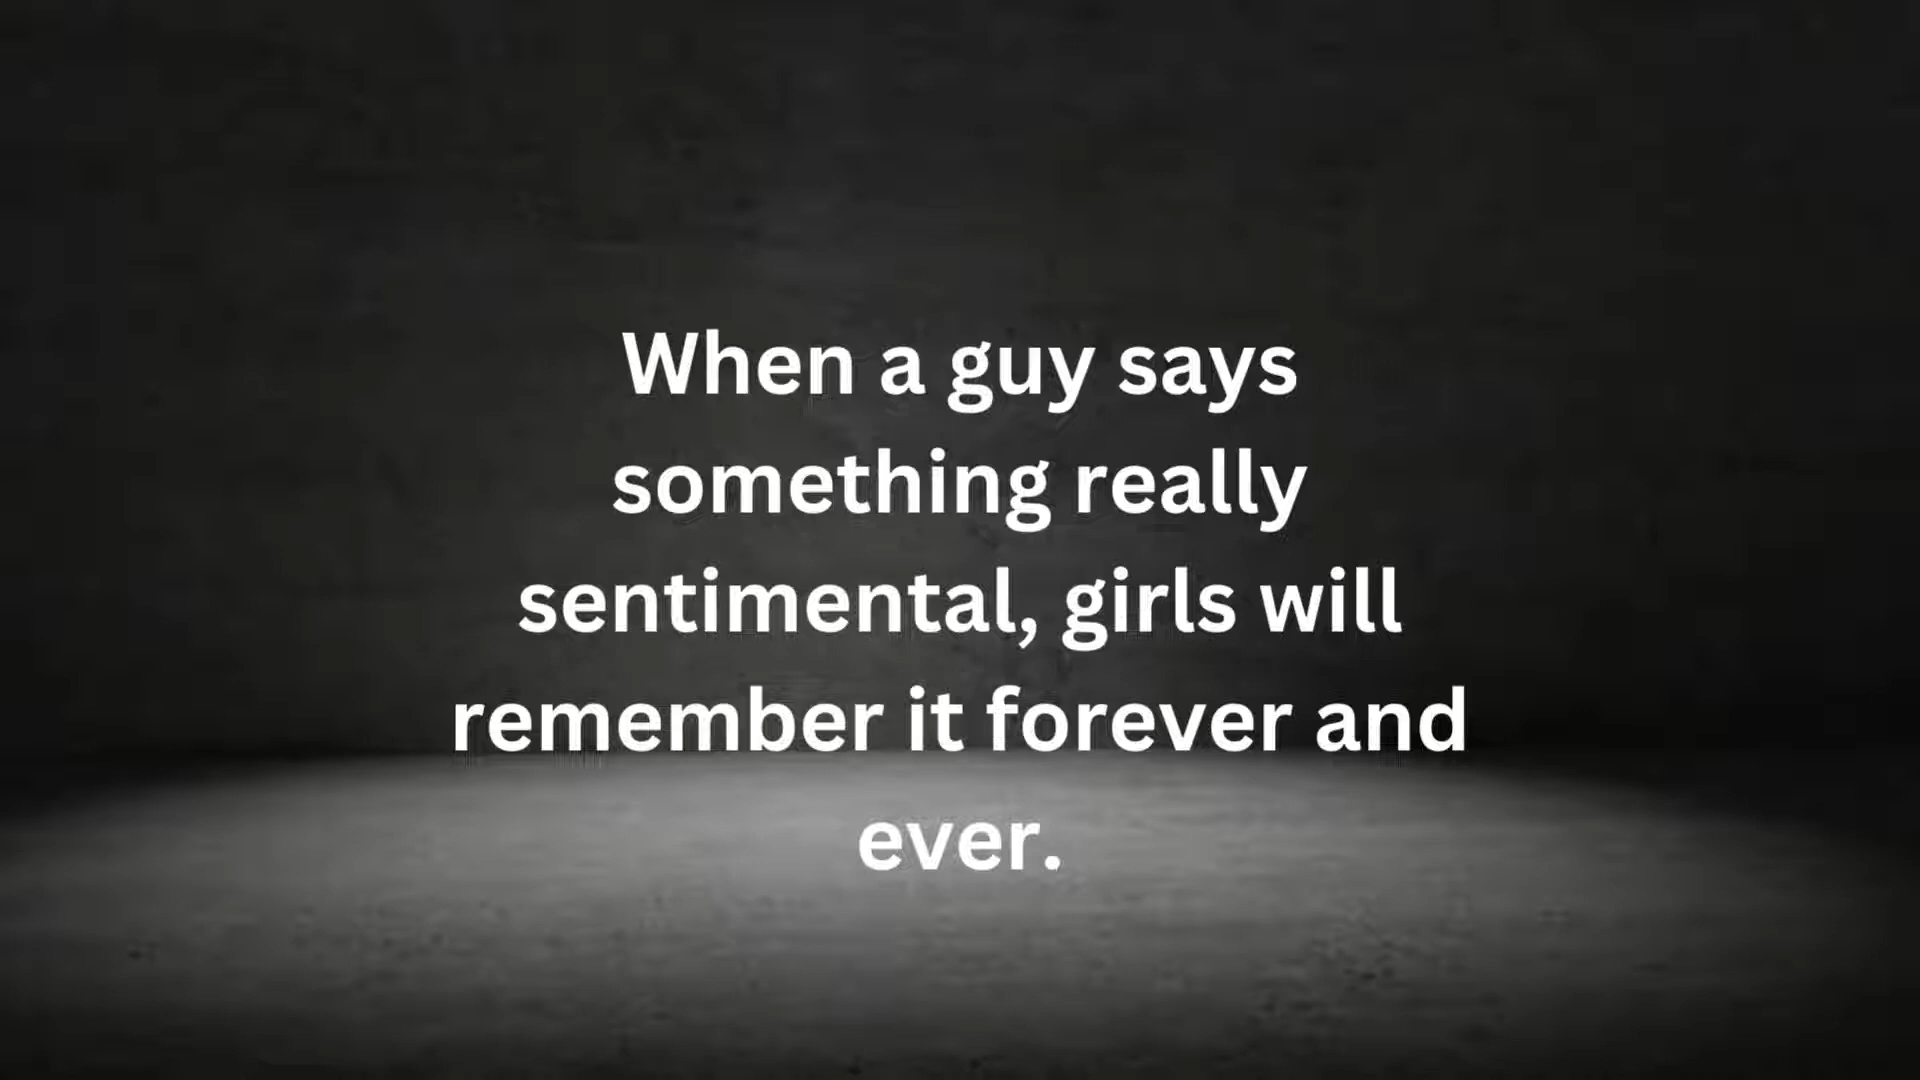 When a guy says
something really
sentimental, girls will
remember it forever and
ever.